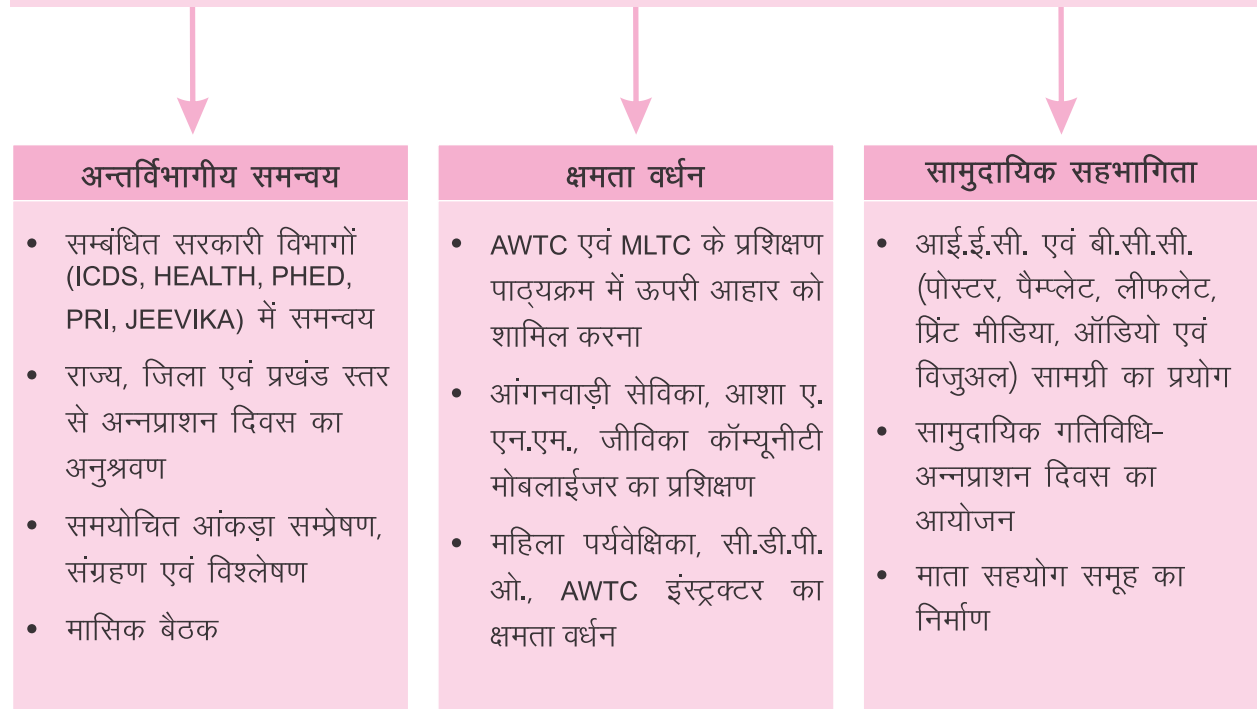 अन्तर्विभागीय समन्वय
• सम्बंधित सरकारी विभागों
(ICDS, HEALTH, PHED,
PRI, JEEVIKA) में समन्वय
• राज्य, जिला एवं प्रखंड स्तर
से अन्नप्राशन दिवस का
अनुश्रवण
• समयोचित आंकड़ा सम्प्रेषण,
संग्रहण एवं विश्लेषण
• मासिक बैठक
क्षमता वर्धन
• AWTC एवं MLTC के प्रशिक्षण
पाठ्यक्रम में ऊपरी आहार को
शामिल करना
• आंगनवाड़ी सेविका, आशा ए.
एन.एम., जीविका कॉम्यूनीटी
मोबलाईजर का प्रशिक्षण
• महिला पर्यवेक्षिका, सी.डी.पी.
ओ., AWTC इंस्ट्रक्टर का
क्षमता वर्धन
सामुदायिक सहभागिता
• आई.ई.सी. एवं बी.सी.सी.
(पोस्टर, पैम्प्लेट, लीफलेट,
प्रिंट मीडिया, ऑडियो एवं
विजुअल) सामग्री का प्रयोग
• सामुदायिक गतिविधि-
अन्नप्राशन दिवस का
आयोजन
• माता सहयोग समूह का
निर्माण